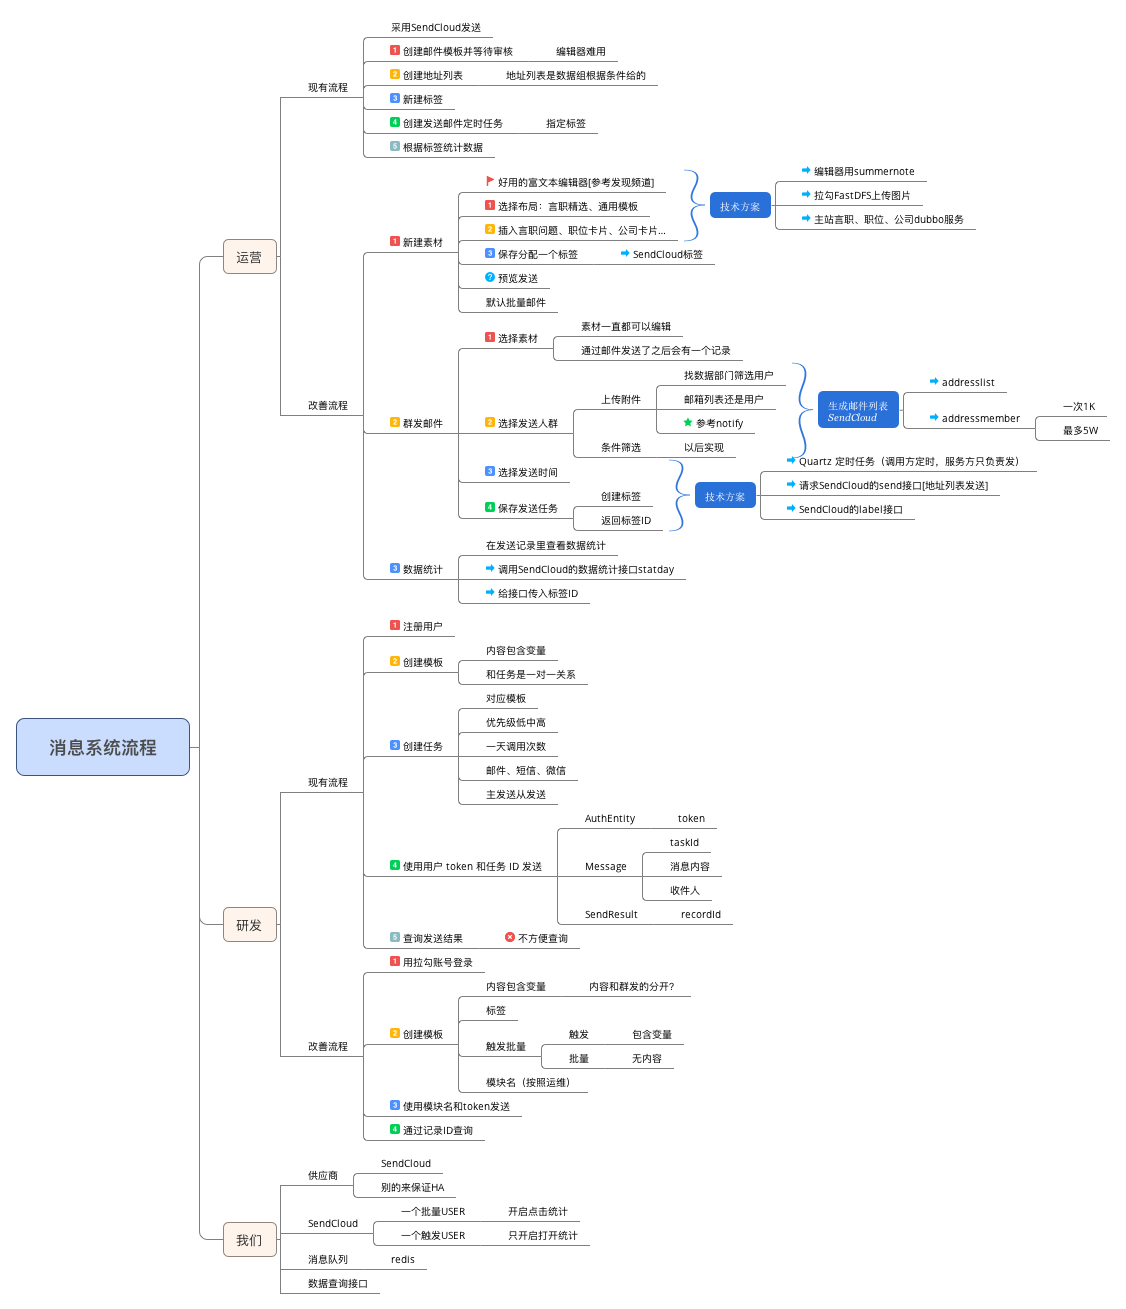 消息系统流程
运营
现有流程
采用SendCloud发送
1 创建邮件模板并等待审核
编辑器难用
2 创建地址列表
地址列表是数据组根据条件给的
3 新建标签
4 创建发送邮件定时任务
指定标签
5 根据标签统计数据
改善流程
1 新建素材
好用的富文本编辑器[参考发现频道]
1 选择布局：言职精选、通用模板
2 插入言职问题、职位卡片、公司卡片...
技术方案
编辑器用summernote
拉勾FastDFS上传图片
主站言职、职位、公司dubbo服务
3 保存分配一个标签
SendCloud标签
? 预览发送
默认批量邮件
2 群发邮件
1 选择素材
素材一直都可以编辑
通过邮件发送了之后会有一个记录
2 选择发送人群
上传附件
找数据部门筛选用户
邮箱列表还是用户
参考notify
条件筛选
以后实现
生成邮件列表
SendCloud
addresslist
addressmember
一次1K
最多5W
3 选择发送时间
4 保存发送任务
创建标签
返回标签ID
技术方案
Quartz 定时任务（调用方定时，服务方只负责发）
请求SendCloud的send接口[地址列表发送]
SendCloud的label接口
3 数据统计
在发送记录里查看数据统计
调用SendCloud的数据统计接口statday
给接口传入标签ID
研发
现有流程
1 注册用户
2 创建模板
内容包含变量
和任务是一对一关系
3 创建任务
对应模板
优先级低中高
一天调用次数
邮件、短信、微信
主发送从发送
4 使用用户 token 和任务 ID 发送
AuthEntity
token
Message
taskId
消息内容
收件人
SendResult
recordId
5 查询发送结果
不方便查询
改善流程
1 用拉勾账号登录
2 创建模板
内容包含变量
内容和群发的分开?
标签
触发批量
触发
包含变量
批量
无内容
模块名（按照运维）
3 使用模块名和token发送
4 通过记录ID查询
我们
供应商
SendCloud
别的来保证HA
SendCloud
一个批量USER
开启点击统计
一个触发USER
只开启打开统计
消息队列
redis
数据查询接口